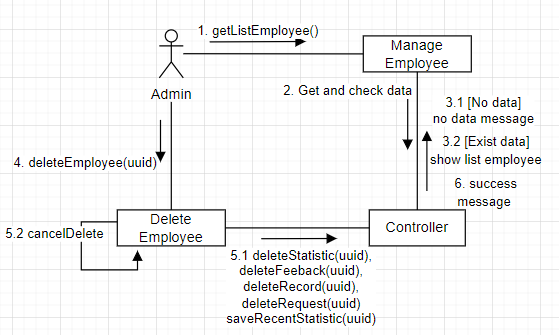 1. getListEmployee()
Manage
Employee
Admin
2. Get and check data
3.1 [No data]
no data message
3.2 [Exist data]
show list employee
4. deleteEmployee(uuid)
6. success
message
Delete
Employee
Controller
5.2 cancelDelete
5.1 deleteStatistic(uuid),
deleteFeeback(uuid),
deleteRecord(uuid),
deleteRequest(uuid)
saveRecentStatistic(uuid)